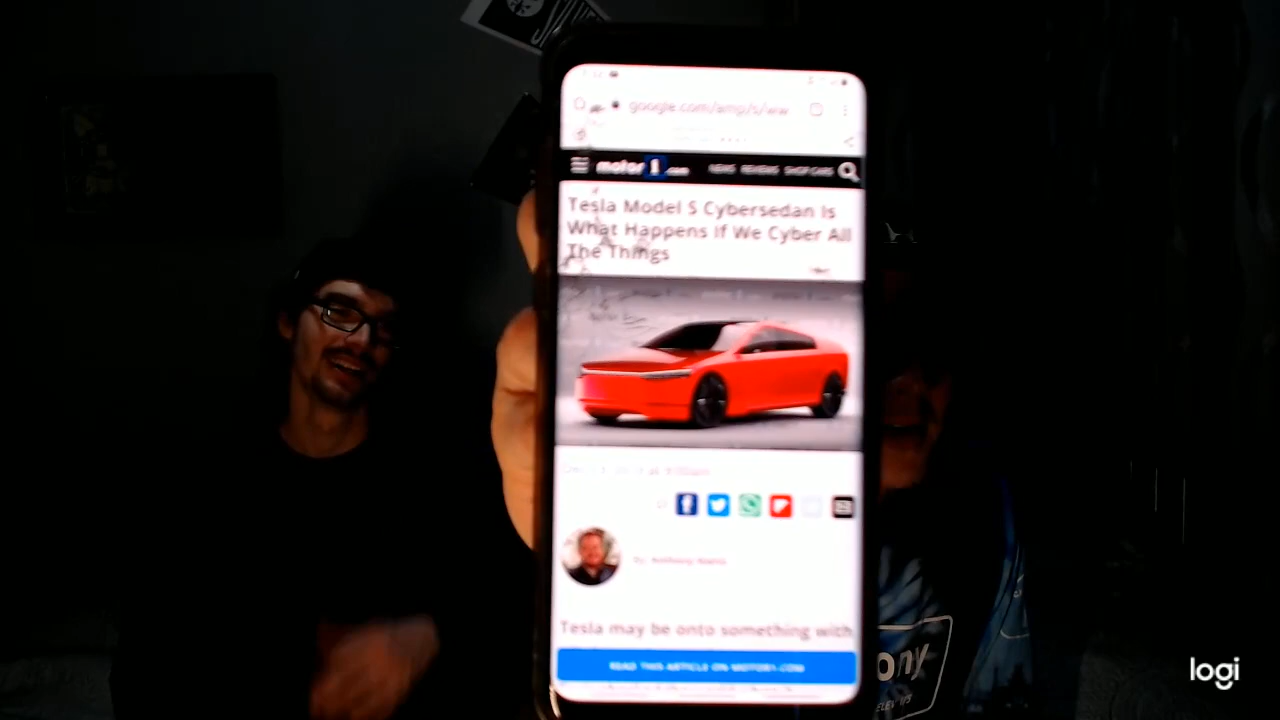 google.com/amp/s/ww
motor1.com NEWS REVIEWS SHOP CARS
Tesla Model S Cybersedan Is
What Happens If We Cyber All
The Things
Tesla may be onto something with
READ THIS ARTICLE ON MOTOR1.COM
ony
logi